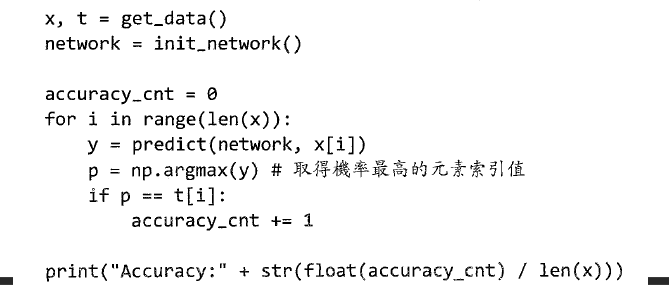 x, t = get_data()
network = init_network()
accuracy_cnt = 0
for i in range(len(x)):
    y = predict(network, x[i])
    p = np.argmax(y) # 取得機率最高的元素索引值
    if p == t[i]:
        accuracy_cnt += 1
print("Accuracy:" + str(float(accuracy_cnt) / len(x)))